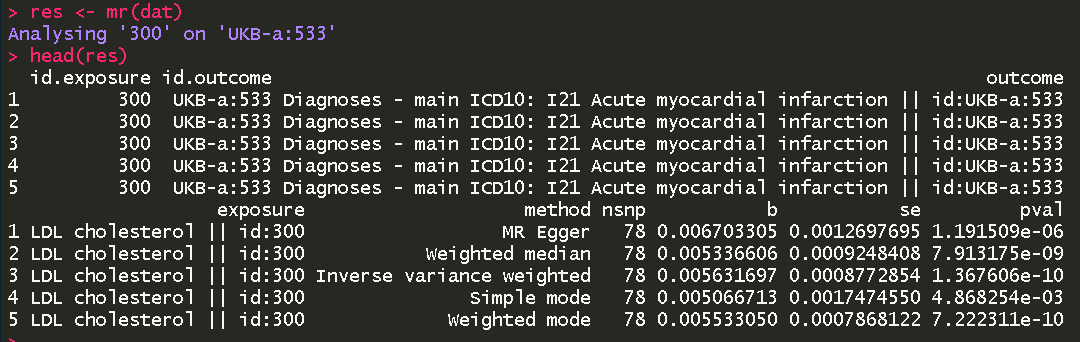 > res <- mr(dat)
Analysing '300' on 'UKB-a:533'
> head(res)
  id.exposure id.outcome                                                              outcome
1         300  UKB-a:533 Diagnoses - main ICD10: I21 Acute myocardial infarction || id:UKB-a:533
2         300  UKB-a:533 Diagnoses - main ICD10: I21 Acute myocardial infarction || id:UKB-a:533
3         300  UKB-a:533 Diagnoses - main ICD10: I21 Acute myocardial infarction || id:UKB-a:533
4         300  UKB-a:533 Diagnoses - main ICD10: I21 Acute myocardial infarction || id:UKB-a:533
5         300  UKB-a:533 Diagnoses - main ICD10: I21 Acute myocardial infarction || id:UKB-a:533
                   exposure                    method nsnp           b           se         pval
1 LDL cholesterol || id:300                  MR Egger   78 0.006703305 0.0012697695 1.191509e-06
2 LDL cholesterol || id:300           Weighted median   78 0.005336606 0.0009248408 7.913175e-09
3 LDL cholesterol || id:300 Inverse variance weighted   78 0.005631697 0.0008772854 1.367606e-10
4 LDL cholesterol || id:300               Simple mode   78 0.005066713 0.0017474550 4.868254e-03
5 LDL cholesterol || id:300             Weighted mode   78 0.005533050 0.0007868122 7.222311e-10
>